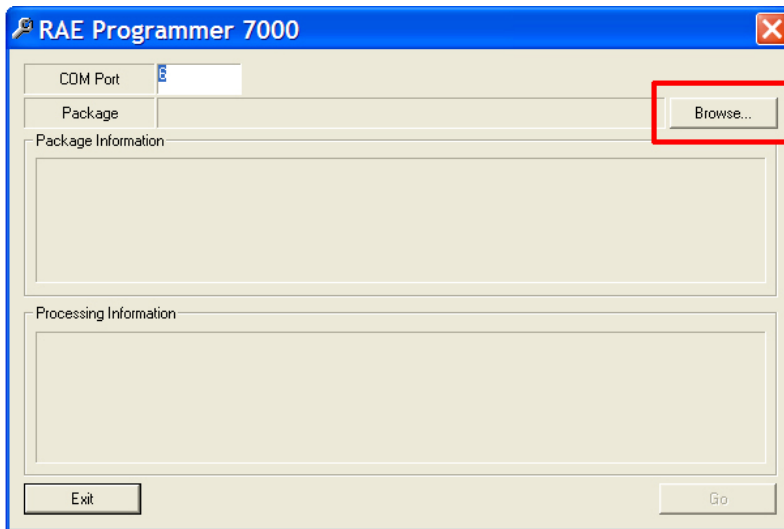 RAE Programmer 7000
COM Port 6
Package Browse...
Package Information
Processing Information
Exit Go